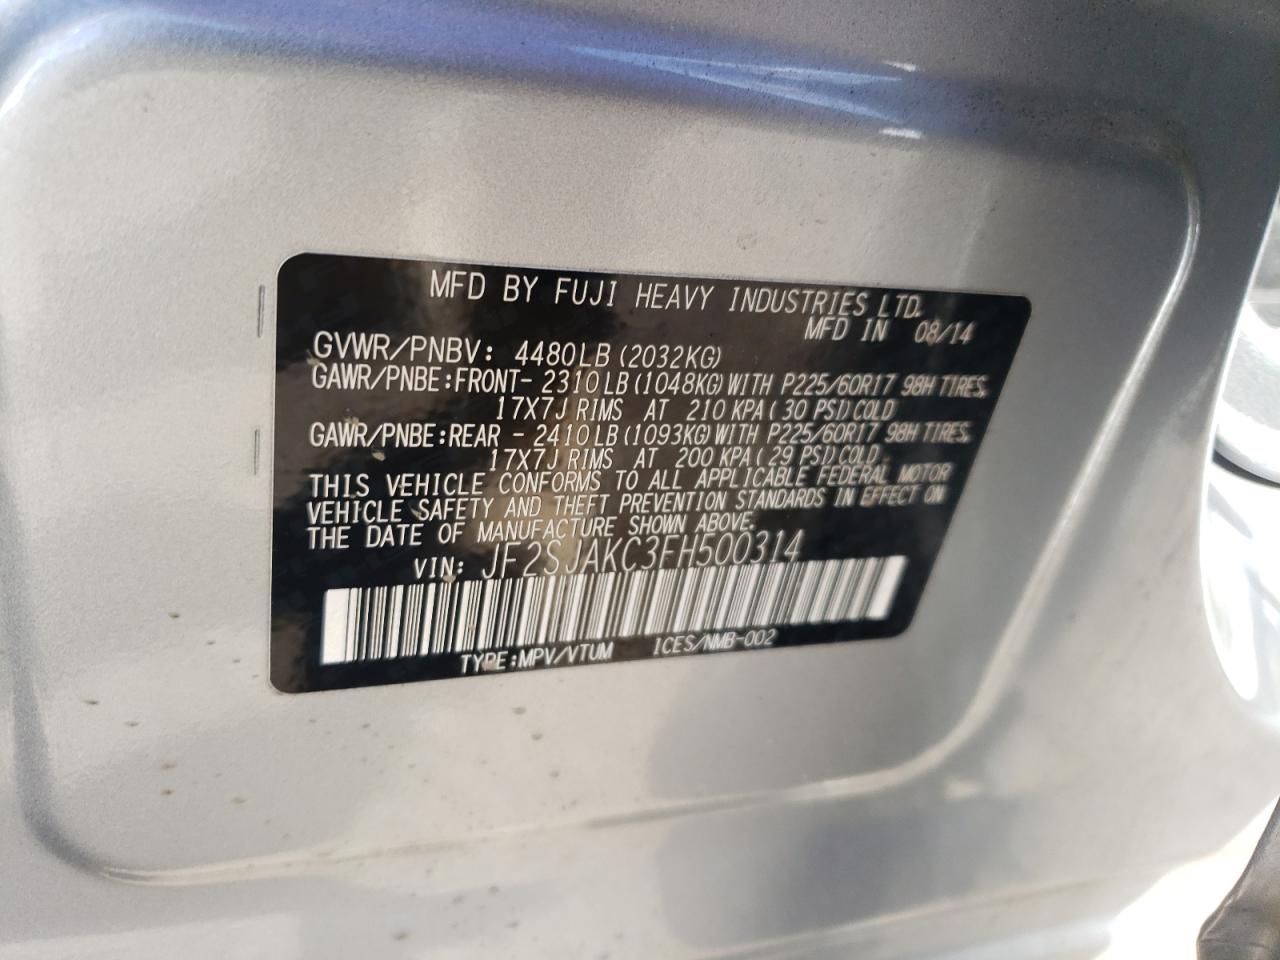 MFD BY FUJI HEAVY INDUSTRIES LTD.
MFD IN 08/14
GVWR/PNBV: 4480LB(2032KG)
GAWR/PNBE:FRONT- 2310LB(1048KG)WITH P225/60R17 98H TIRES
17X7J RIMS AT 210 KPA(30 PSI)COLD
GAWR/PNBE:REAR - 2410LB(1093KG)WITH P225/60R17 98H TIRES.
17X7J RIMS AT 200 KPA(29 PSI)COLD.
THIS VEHICLE CONFORMS TO ALL APPLICABLE FEDERAL MOTOR
VEHICLE SAFETY AND THEFT PREVENTION STANDARDS IN EFFECT ON
THE DATE OF MANUFACTURE SHOWN ABOVE.
VIN: JF2SJAKC3FH500314
TYPE:MPV/VTUM ICES/NMB-002